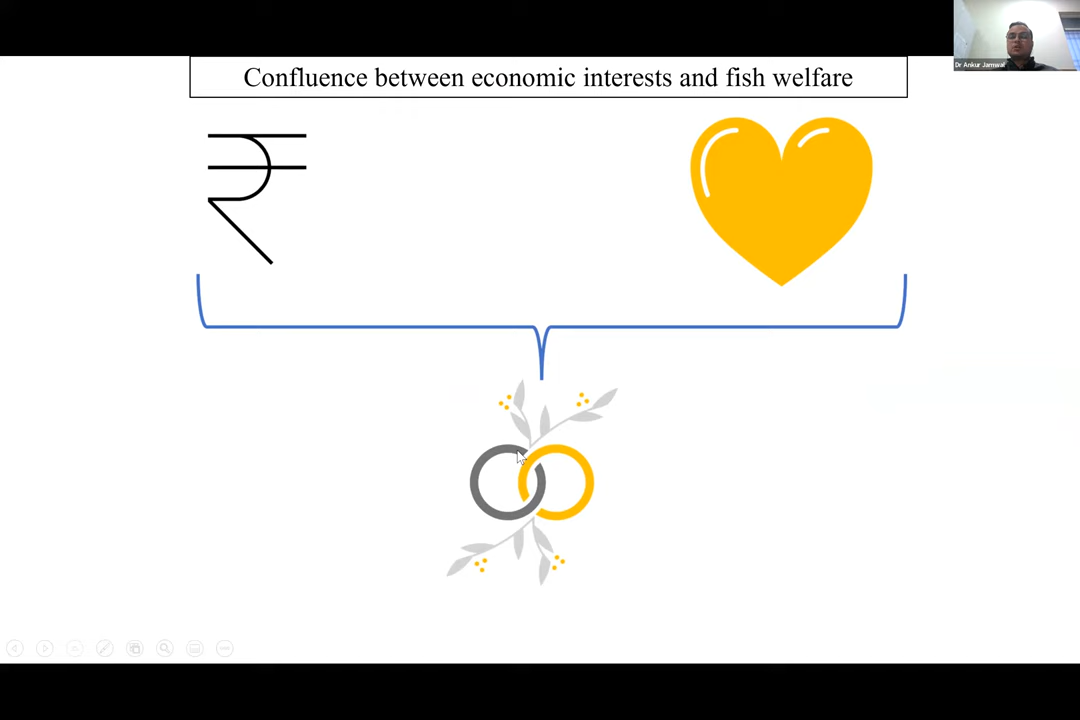 Dr Ankur Jamwal
Confluence between economic interests and fish welfare
₹